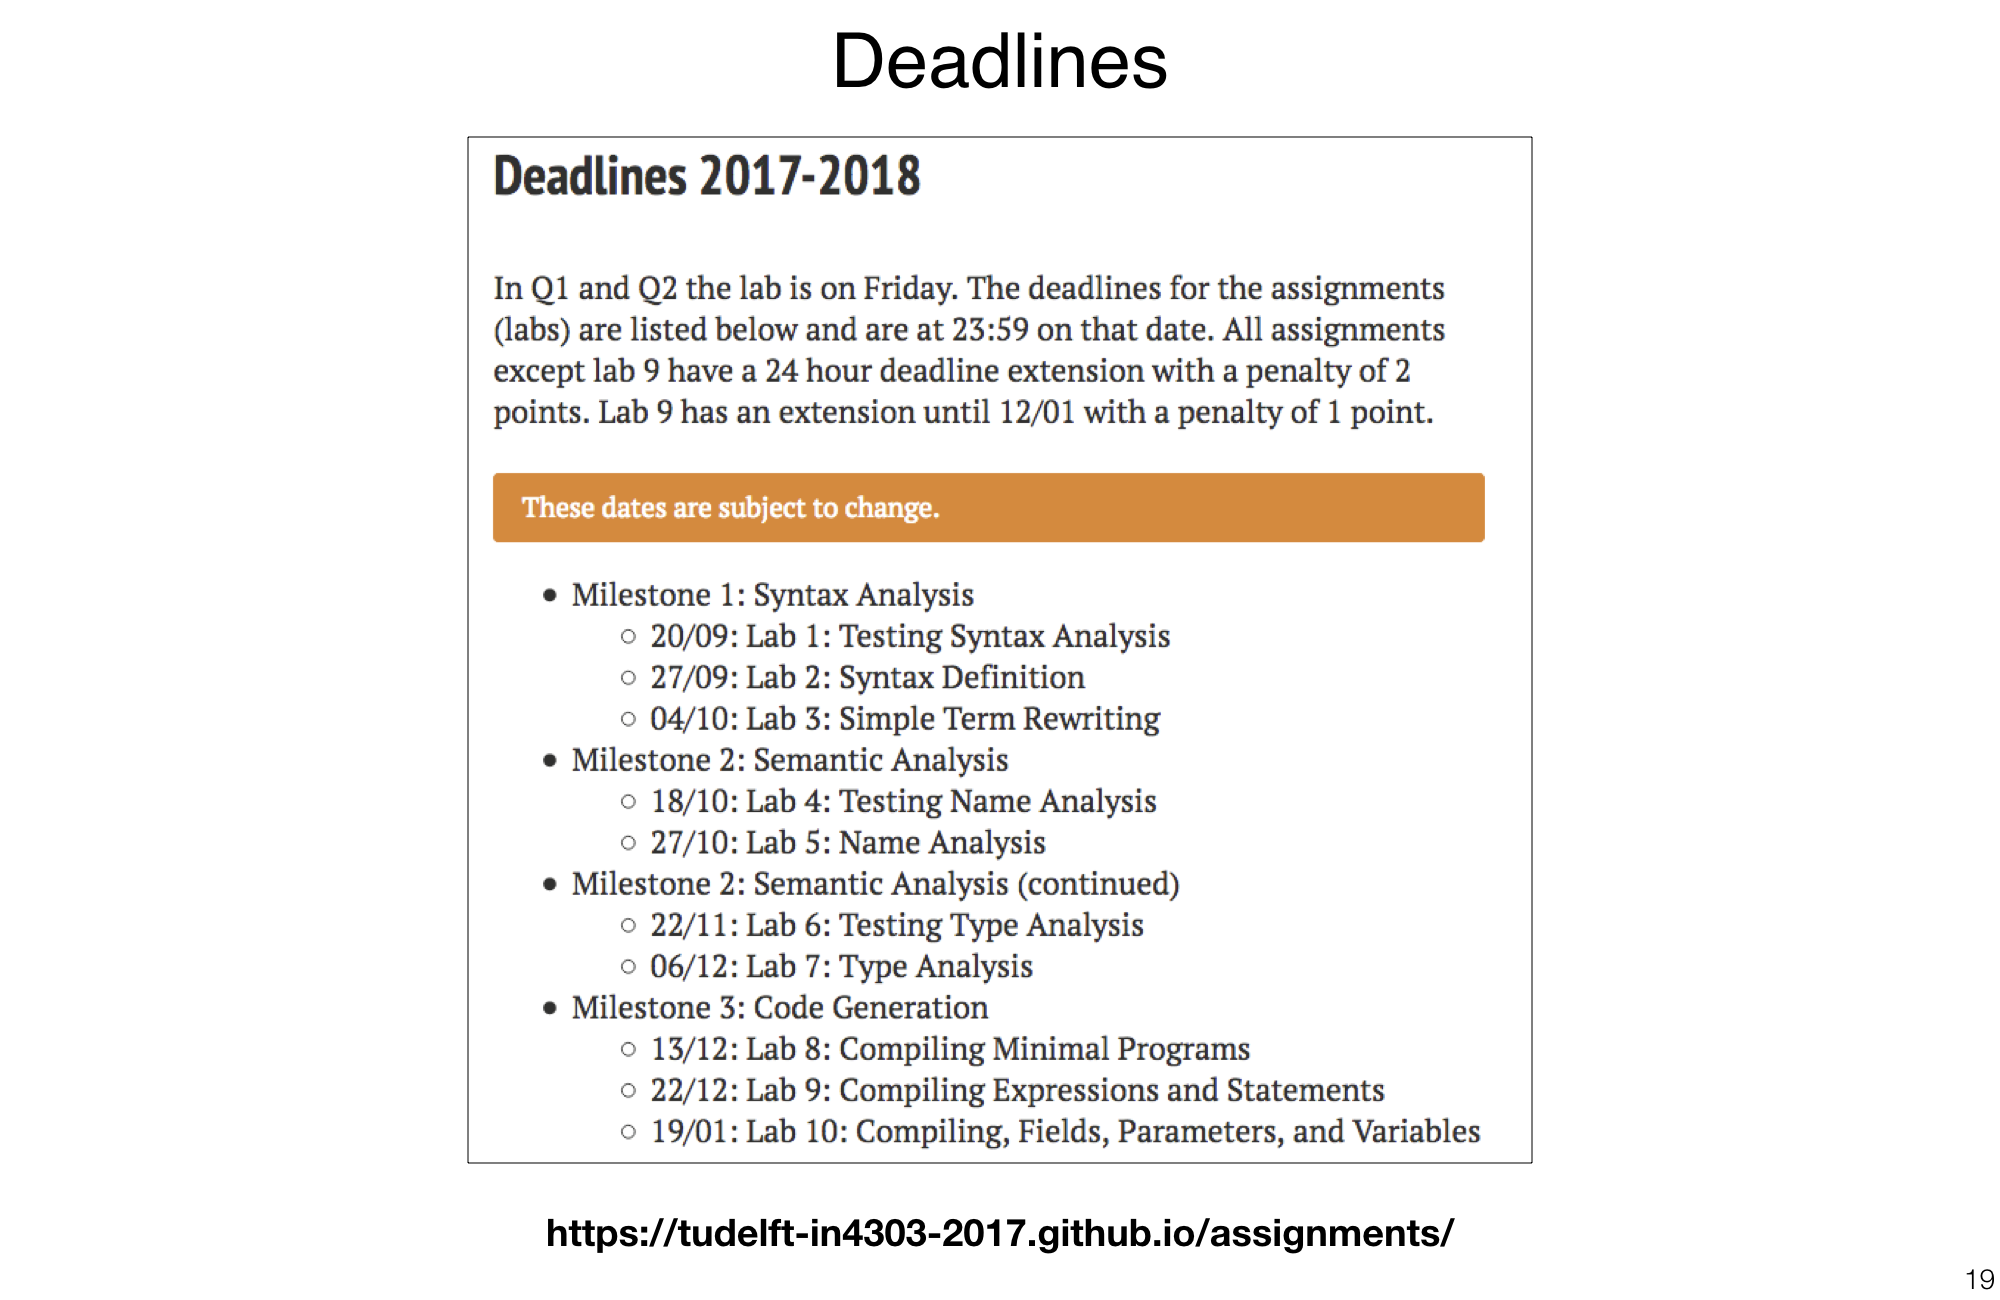 Deadlines
Deadlines 2017-2018
In Q1 and Q2 the lab is on Friday. The deadlines for the assignments
(labs) are listed below and are at 23:59 on that date. All assignments
except lab 9 have a 24 hour deadline extension with a penalty of 2
points. Lab 9 has an extension until 12/01 with a penalty of 1 point.
These dates are subject to change.
• Milestone 1: Syntax Analysis
○ 20/09: Lab 1: Testing Syntax Analysis
○ 27/09: Lab 2: Syntax Definition
○ 04/10: Lab 3: Simple Term Rewriting
• Milestone 2: Semantic Analysis
○ 18/10: Lab 4: Testing Name Analysis
○ 27/10: Lab 5: Name Analysis
• Milestone 2: Semantic Analysis (continued)
○ 22/11: Lab 6: Testing Type Analysis
○ 06/12: Lab 7: Type Analysis
• Milestone 3: Code Generation
○ 13/12: Lab 8: Compiling Minimal Programs
○ 22/12: Lab 9: Compiling Expressions and Statements
○ 19/01: Lab 10: Compiling, Fields, Parameters, and Variables
https://tudelft-in4303-2017.github.io/assignments/
19